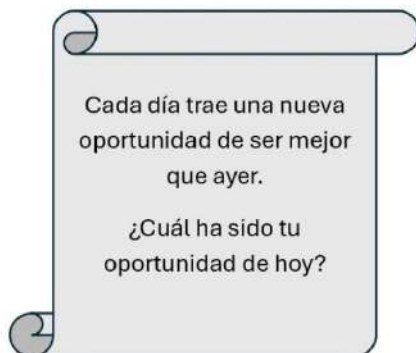 Cada día trae una nueva
oportunidad de ser mejor
que ayer.
¿Cuál ha sido tu
oportunidad de hoy?